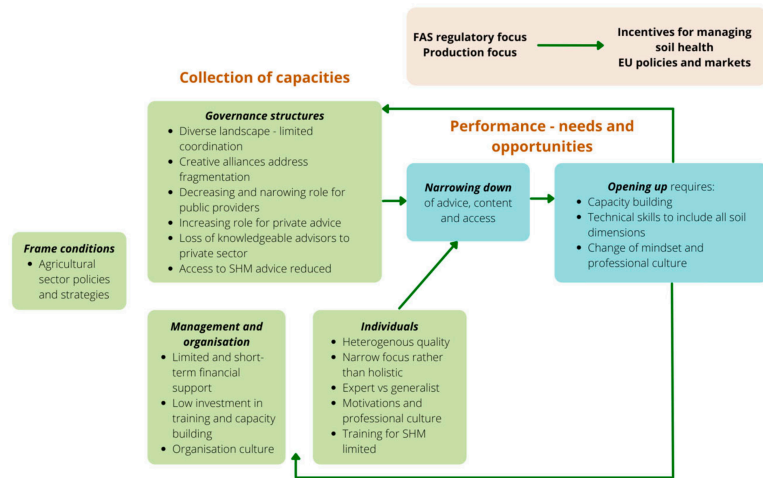 FAS regulatory focus
Production focus
Incentives for managing
soil health
EU policies and markets
Collection of capacities
Governance structures
• Diverse landscape - limited
coordination
• Creative alliances address
fragmentation
• Decreasing and narrowing role for
public providers
• Increasing role for private advice
• Loss of knowledgeable advisors to
private sector
• Access to SHM advice reduced
Performance - needs and
opportunities
Narrowing down
of advice, content
and access
Opening up requires:
• Capacity building
• Technical skills to include all soil
dimensions
• Change of mindset and
professional culture
Frame conditions
• Agricultural
sector policies
and strategies
Management and
organisation
• Limited and short-
term financial
support
• Low investment in
training and capacity
building
• Organisation culture
Individuals
• Heterogenous quality
• Narrow focus rather
than holistic
• Expert vs generalist
• Motivations and
professional culture
• Training for SHM
limited